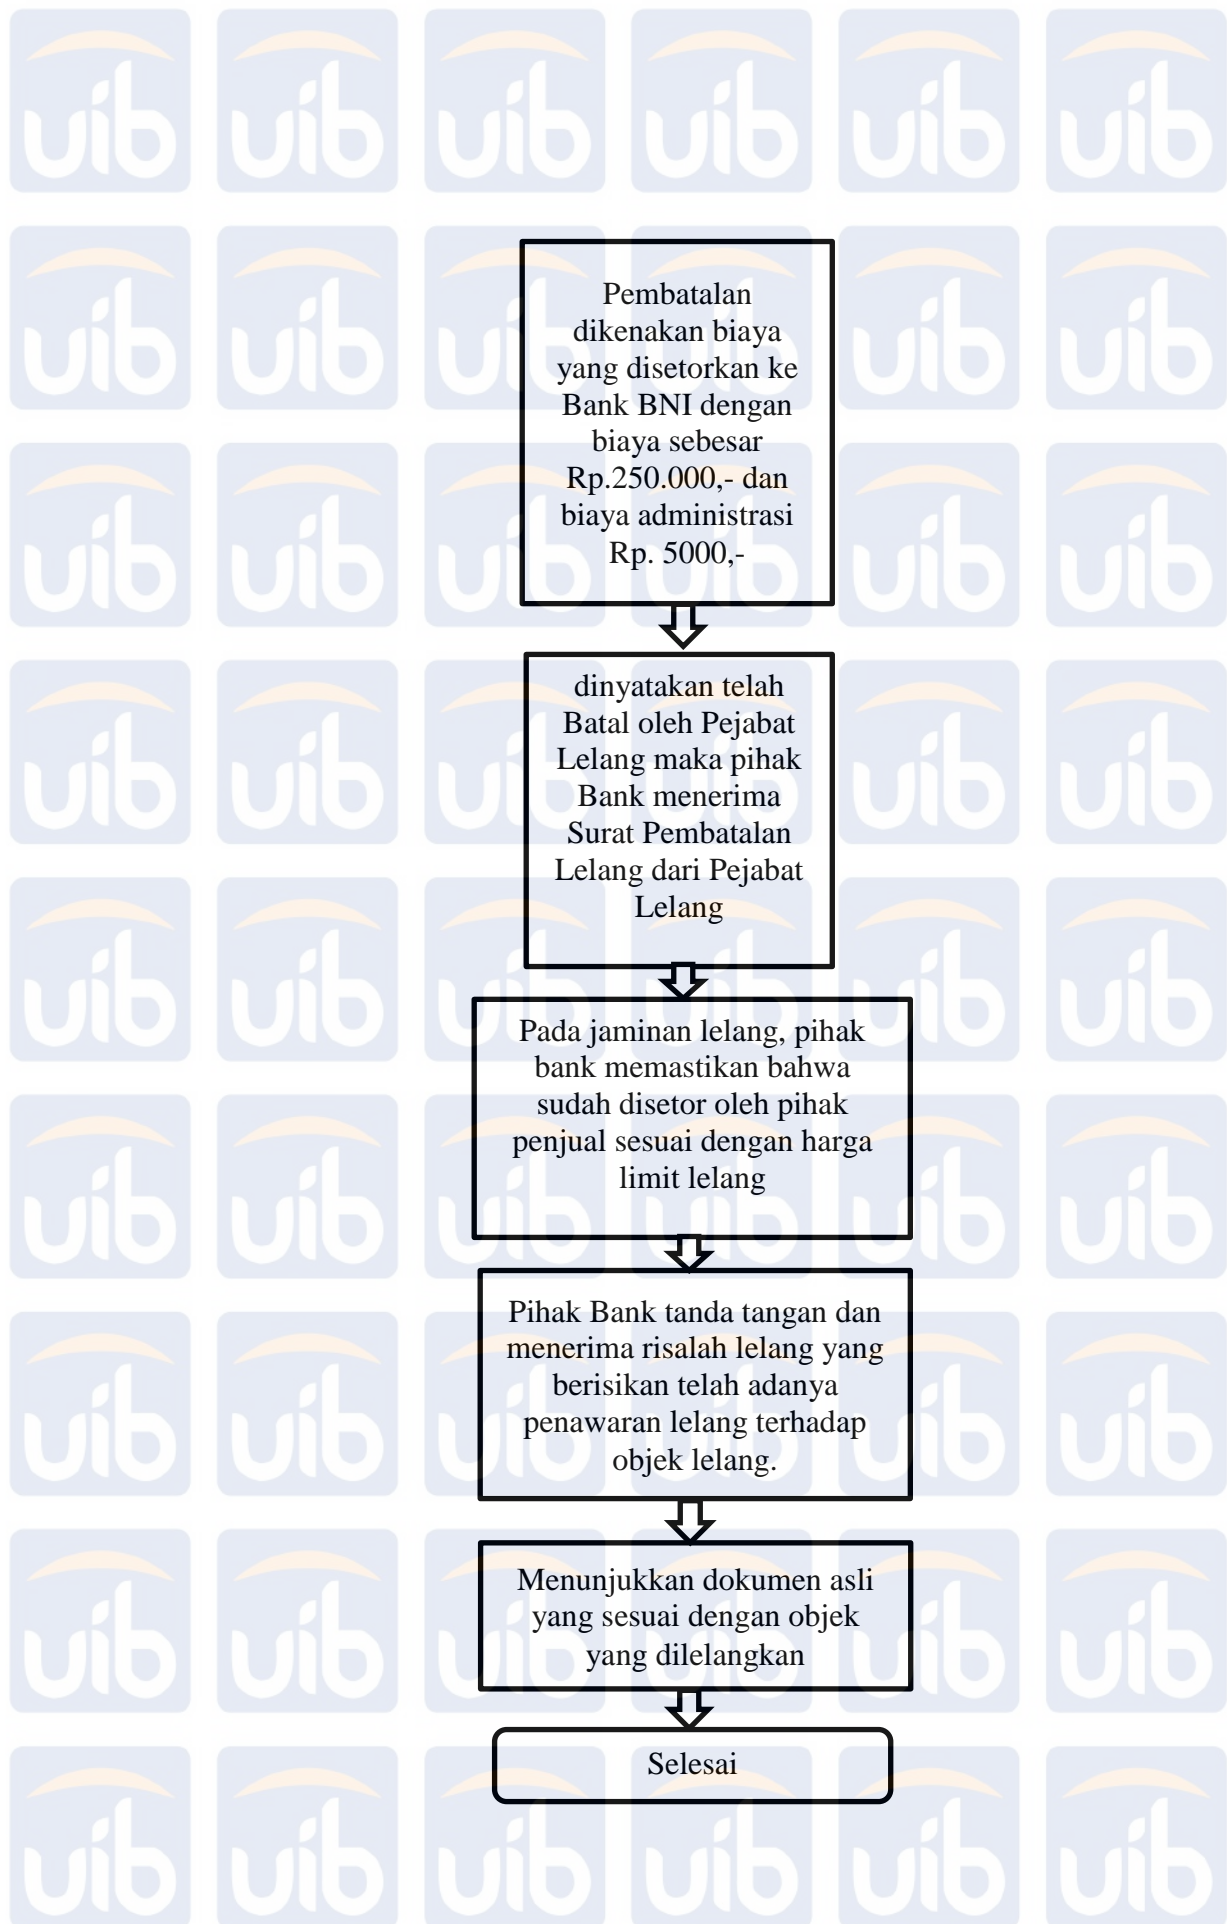 Pembatalan
dikenakan biaya
yang disetorkan ke
Bank BNI dengan
biaya sebesar
Rp.250.000,- dan
biaya administrasi
Rp. 5000,-
dinyatakan telah
Batal oleh Pejabat
Lelang maka pihak
Bank menerima
Surat Pembatalan
Lelang dari Pejabat
Lelang
Pada jaminan lelang, pihak
bank memastikan bahwa
sudah disetor oleh pihak
penjual sesuai dengan harga
limit lelang
Pihak Bank tanda tangan dan
menerima risalah lelang yang
berisikan telah adanya
penawaran lelang terhadap
objek lelang.
Menunjukkan dokumen asli
yang sesuai dengan objek
yang dilelangkan
Selesai